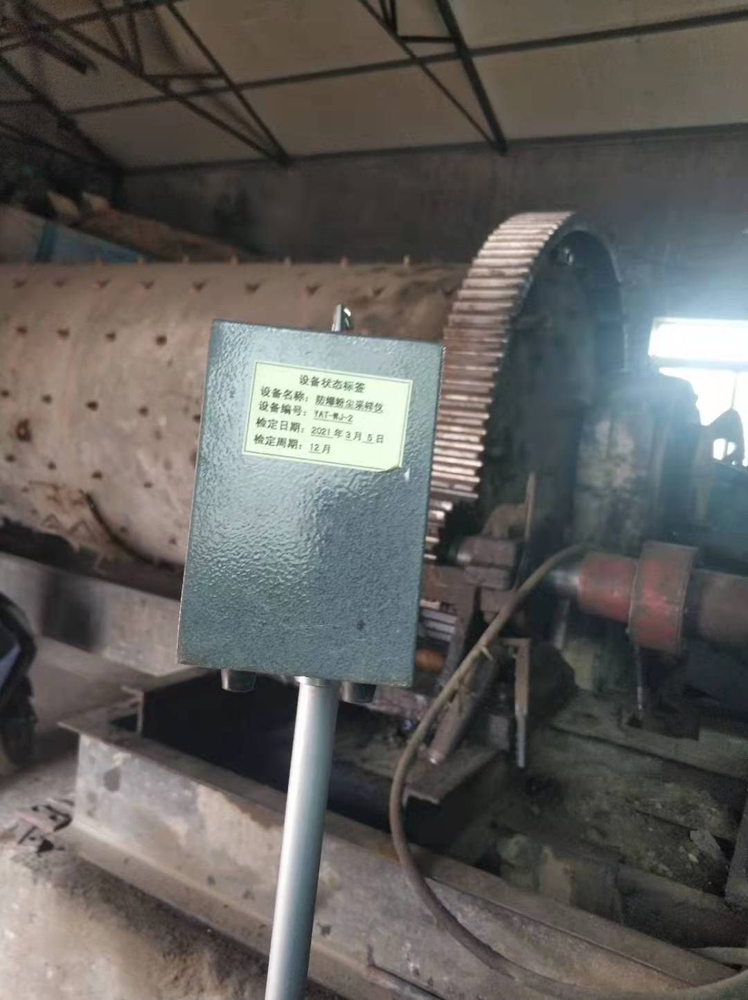 设备状态标签
设备名称：防爆粉尘采样仪
设备编号：YAT-WJ-2
检定日期：2021年3月5日
检定周期：12月